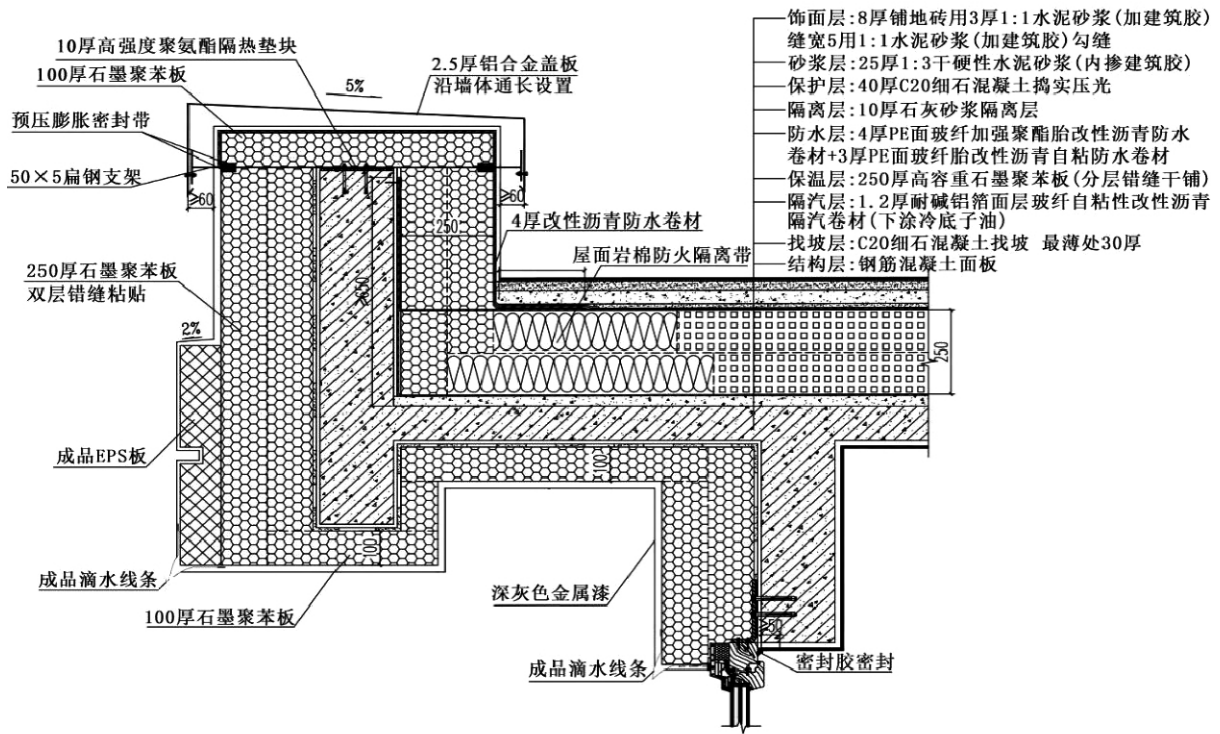 10厚高强度聚氨酯隔热垫块
100厚石墨聚苯板
预压膨胀密封带
50×5扁钢支架
5%
2.5厚铝合金盖板
沿墙体通长设置
≥60
≥60
250
≥650
4厚改性沥青防水卷材
屋面岩棉防火隔离带
250厚石墨聚苯板
双层错缝粘贴
2%
成品EPS板
成品滴水线条
100厚石墨聚苯板
100
100
深灰色金属漆
成品滴水线条
≥50
密封胶密封
250
饰面层:8厚铺地砖用3厚1:1水泥砂浆(加建筑胶)
缝宽5用1:1水泥砂浆(加建筑胶)勾缝
砂浆层:25厚1:3干硬性水泥砂浆(内掺建筑胶)
保护层:40厚C20细石混凝土捣实压光
隔离层:10厚石灰砂浆隔离层
防水层:4厚PE面玻纤加强聚酯胎改性沥青防水
卷材+3厚PE面玻纤胎改性沥青自粘防水卷材
保温层:250厚高容重石墨聚苯板(分层错缝干铺)
隔汽层:1.2厚耐碱铝箔面层玻纤自粘性改性沥青
隔汽卷材(下涂冷底子油)
找坡层:C20细石混凝土找坡 最薄处30厚
结构层:钢筋混凝土面板